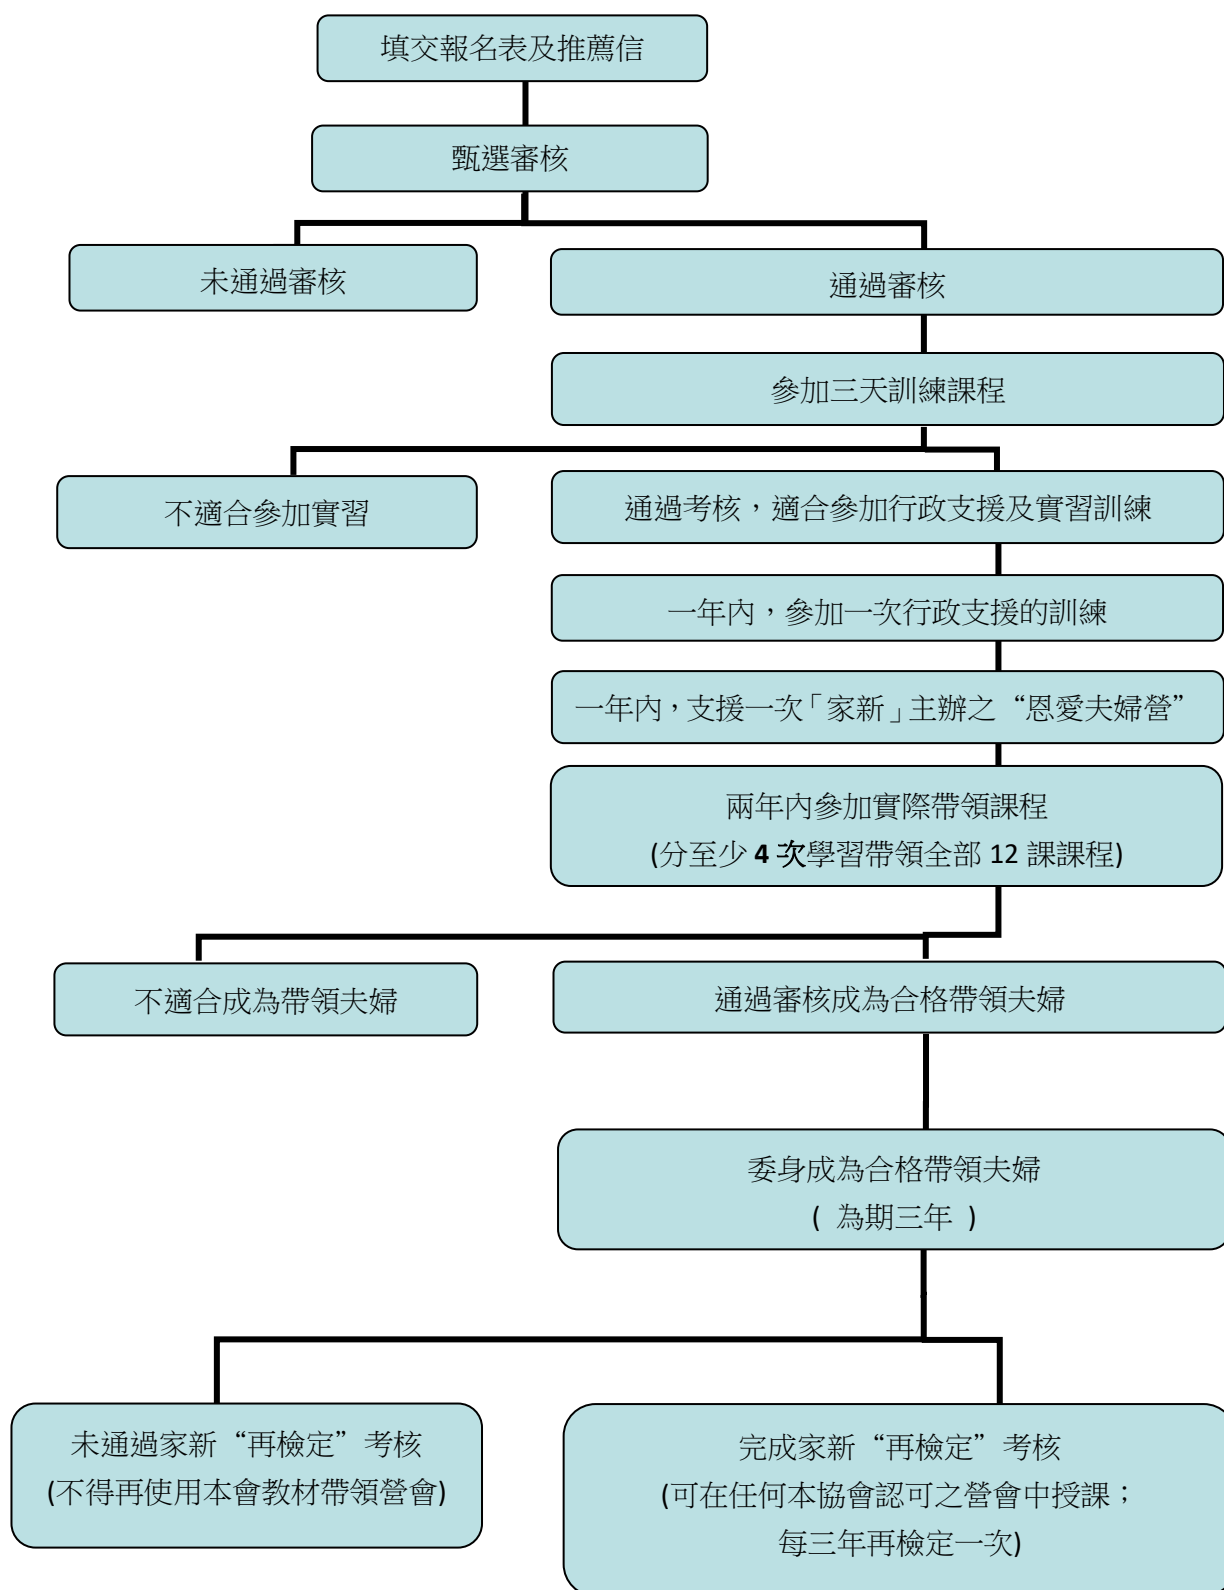 填交報名表及推薦信
甄選審核
未通過審核
通過審核
參加三天訓練課程
不適合參加實習
通過考核，適合參加行政支援及實習訓練
一年內，參加一次行政支援的訓練
一年內，支援一次「家新」主辦之“恩愛夫婦營”
兩年內參加實際帶領課程
(分至少 4 次學習帶領全部 12 課課程)
不適合成為帶領夫婦
通過審核成為合格帶領夫婦
委身成為合格帶領夫婦
( 為期三年 )
未通過家新“再檢定”考核
(不得再使用本會教材帶領營會)
完成家新“再檢定”考核
(可在任何本協會認可之營會中授課；
每三年再檢定一次)